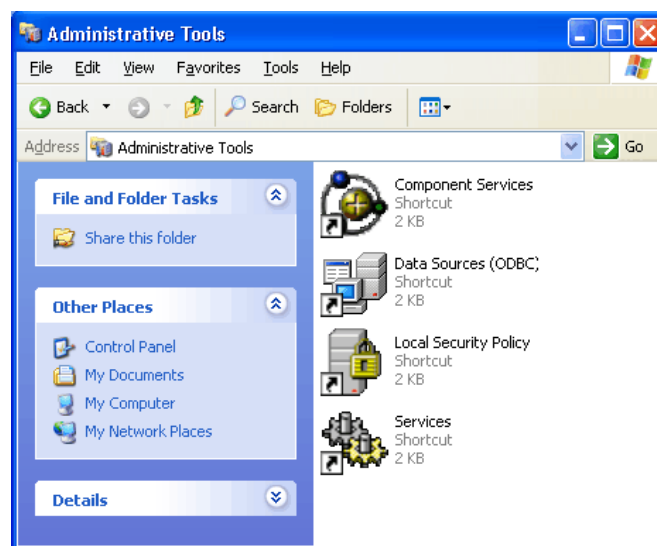 Administrative Tools
File Edit View Favorites Tools Help
Back Search Folders
Address Administrative Tools Go
File and Folder Tasks
Share this folder
Other Places
Control Panel
My Documents
My Computer
My Network Places
Details
Component Services
Shortcut
2 KB
Data Sources (ODBC)
Shortcut
2 KB
Local Security Policy
Shortcut
2 KB
Services
Shortcut
2 KB